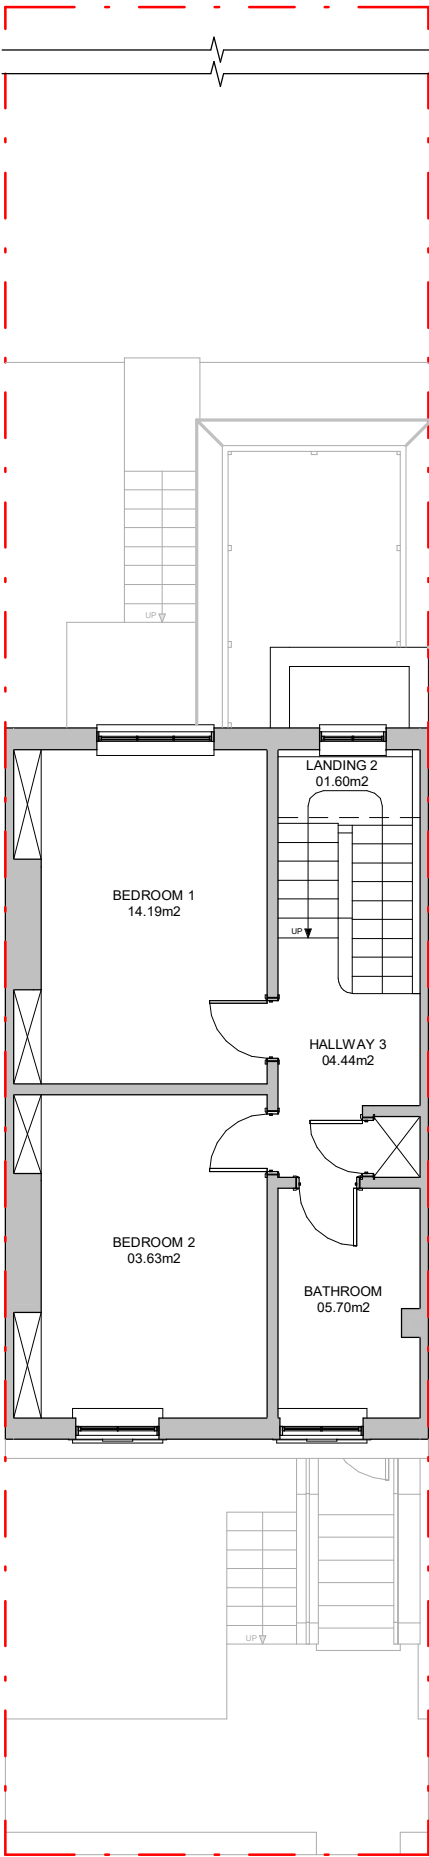 UP
LANDING 2
01.60m2
BEDROOM 1
14.19m2
UP
HALLWAY 3
04.44m2
BEDROOM 2
03.63m2
BATHROOM
05.70m2
UP